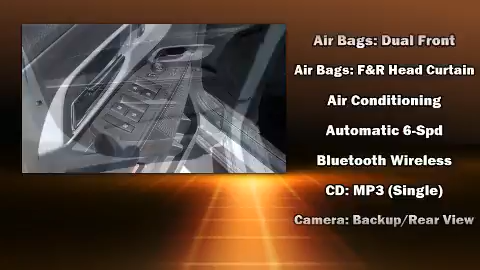 Air Bags: Dual Front
Air Bags: F&R Head Curtain
Air Conditioning
Automatic 6-Spd
Bluetooth Wireless
CD: MP3 (Single)
Camera: Backup/Rear View